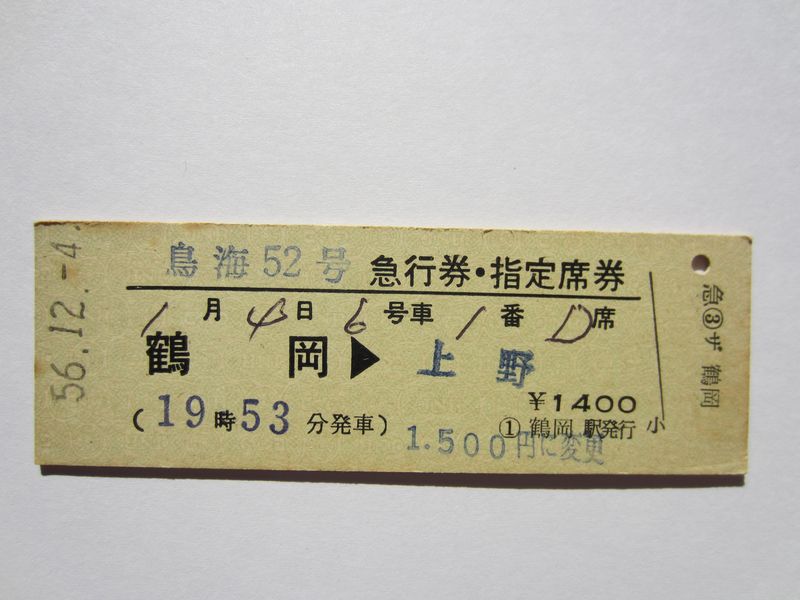 56.12.-4.
鳥海52号 急行券・指定席券
1月4日6号車1番D席
鶴岡▶上野
¥1400
(19時53分発車) ①鶴岡駅発行 小
1.500円に変更
急③ザ 鶴岡